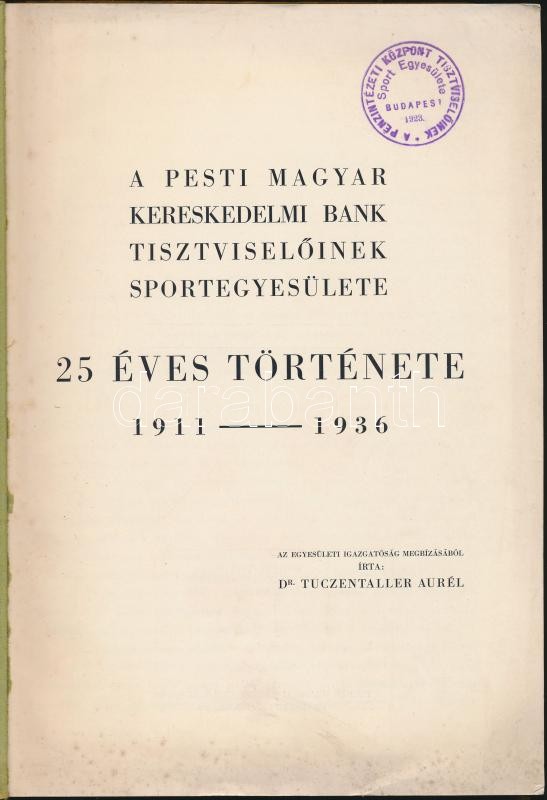 A PÉNZINTÉZETI KÖZPONT TISZTVISELŐINEK *
Sport Egyesülete
BUDAPEST
1923.
A PESTI MAGYAR
KERESKEDELMI BANK
TISZTVISELŐINEK
SPORTEGYESÜLETE
25 ÉVES TÖRTÉNETE
darabanth
1911 — 1936
AZ EGYESÜLETI IGAZGATÓSÁG MEGBÍZÁSÁBÓL
ÍRTA:
DR. TUCZENTALLER AURÉL